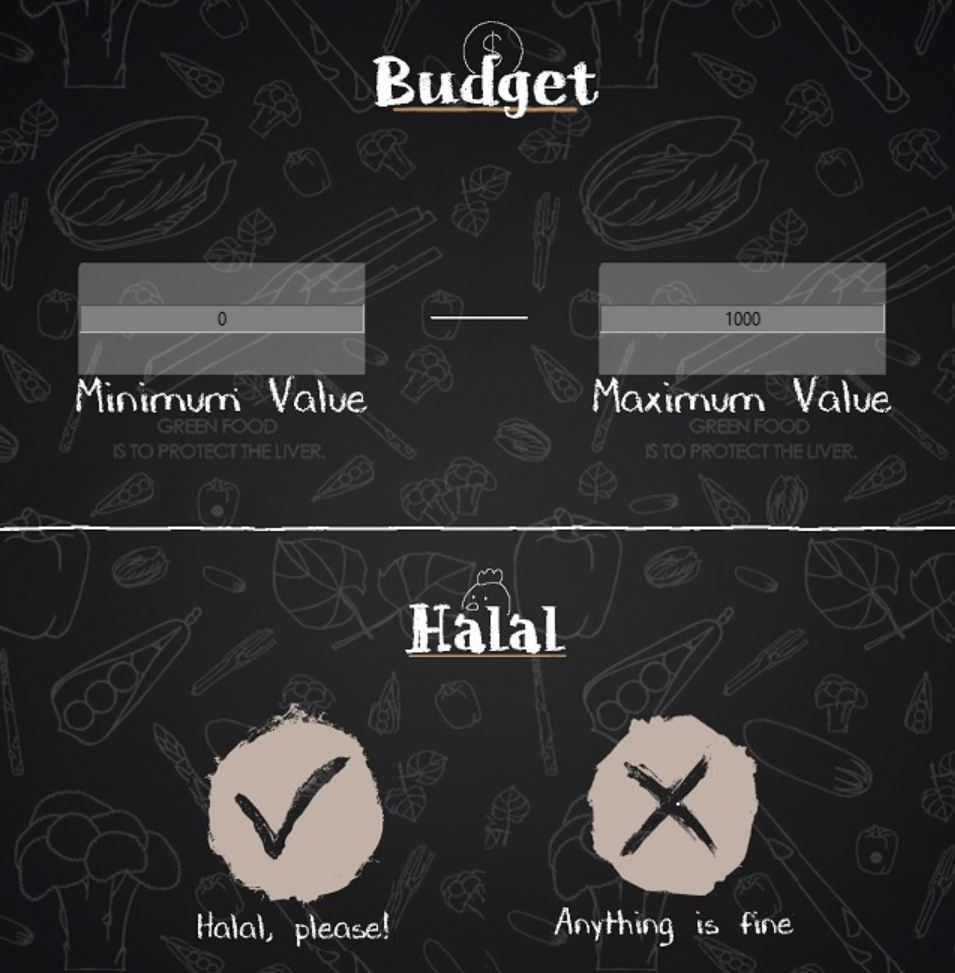 $
Budget
0
1000
Minimum Value
Maximum Value
GREEN FOOD
IS TO PROTECT THE LIVER.
GREEN FOOD
IS TO PROTECT THE LIVER.
Halal
Halal, please!
Anything is fine